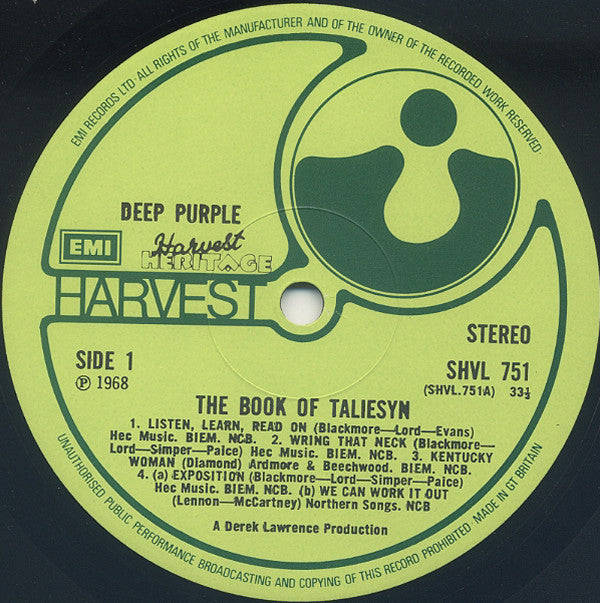 EMI RECORDS LTD ALL RIGHTS OF THE MANUFACTURER AND OF THE OWNER OF THE RECORDED WORK RESERVED·
DEEP PURPLE
EMI
Harvest
HERITAGE
HARVEST
STEREO
SIDE 1
SHVL 751
℗ 1968
(SHVL.751A) 33⅓
THE BOOK OF TALIESYN
1. LISTEN, LEARN, READ ON (Blackmore—Lord—Evans)
Hec Music. BIEM. NCB. 2. WRING THAT NECK (Blackmore—
Lord—Simper—Paice) Hec Music. BIEM. NCB. 3. KENTUCKY
WOMAN (Diamond) Ardmore & Beechwood. BIEM. NCB.
4. (a) EXPOSITION (Blackmore—Lord—Simper—Paice)
Hec Music. BIEM. NCB. (b) WE CAN WORK IT OUT
(Lennon—McCartney) Northern Songs. NCB
A Derek Lawrence Production
UNAUTHORISED PUBLIC PERFORMANCE BROADCASTING AND COPYING OF THIS RECORD PROHIBITED·MADE IN GT BRITAIN